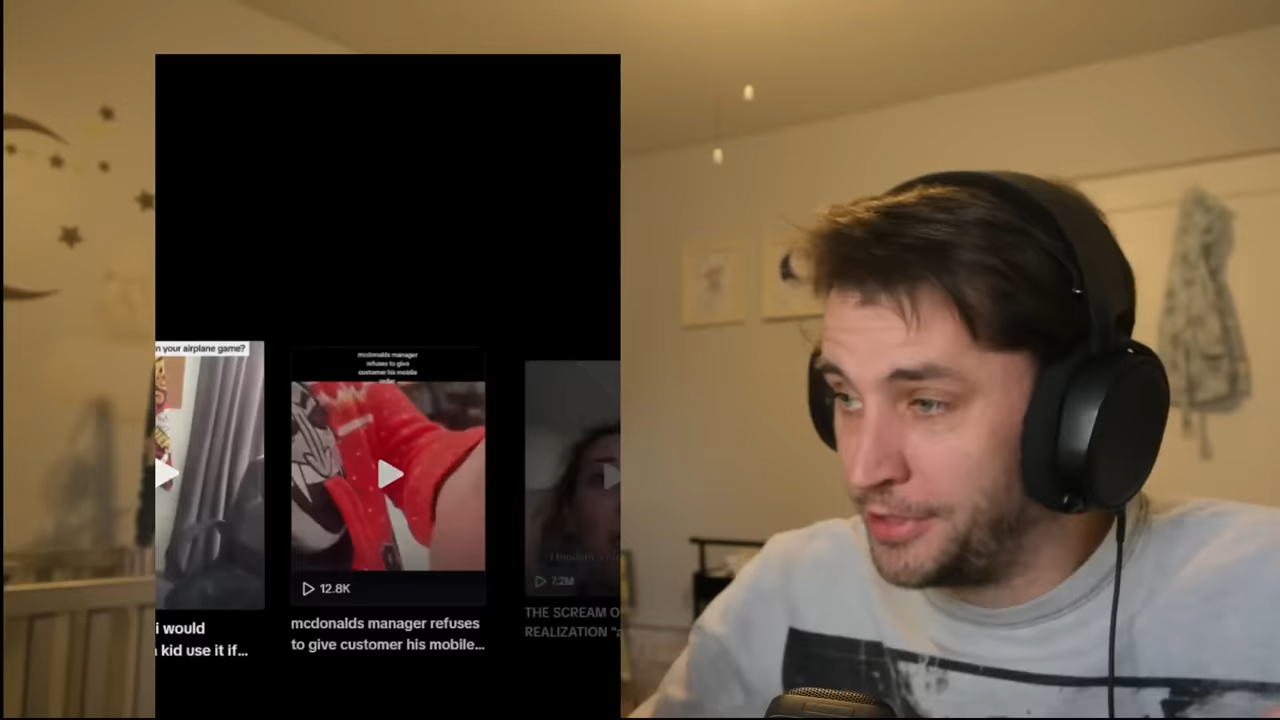 n your airplane game?
mcdonalds manager
refuses to give
customer his mobile
order
12.8K
7.2M
i would
kid use it if...
mcdonalds manager refuses
to give customer his mobile...
THE SCREAM O
REALIZATION "a